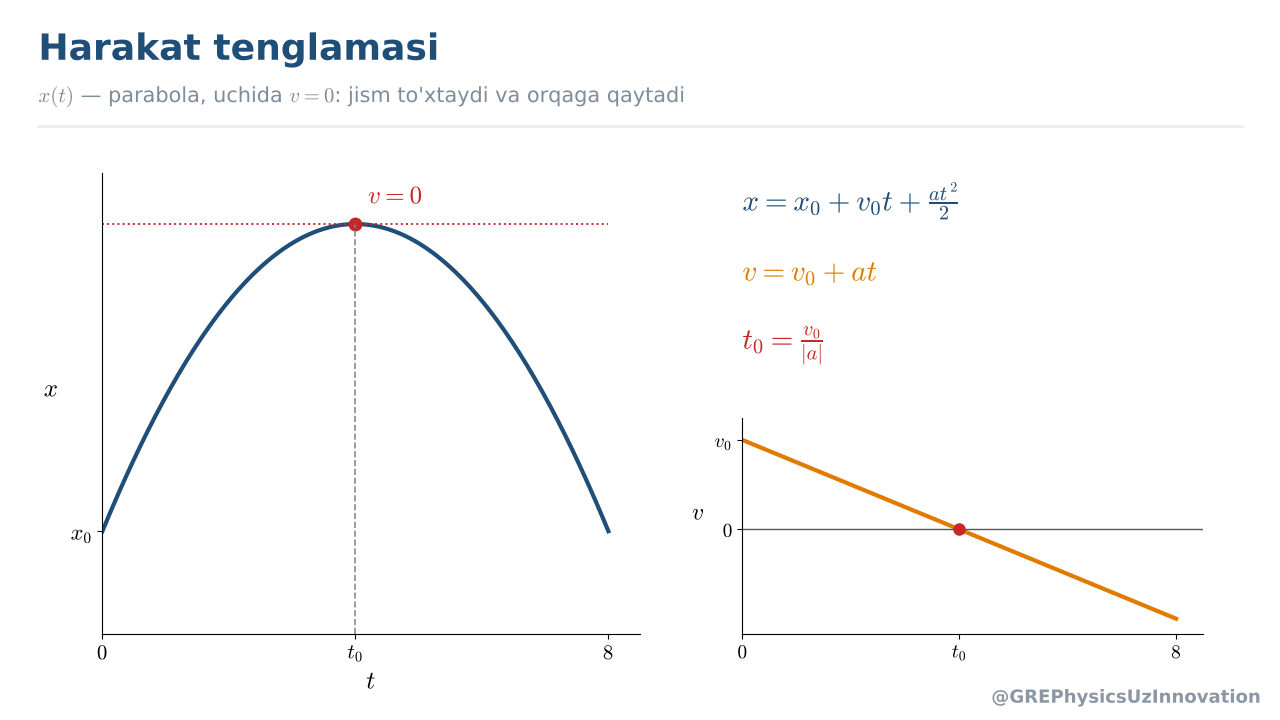 Harakat tenglamasi
x(t) — parabola, uchida v = 0: jism to'xtaydi va orqaga qaytadi
v = 0
x
x₀
0
t₀
8
t
x = x₀ + v₀t + at²/2
v = v₀ + at
t₀ = v₀/|a|
v₀
v
0
0
t₀
8
@GREPhysicsUzInnovation